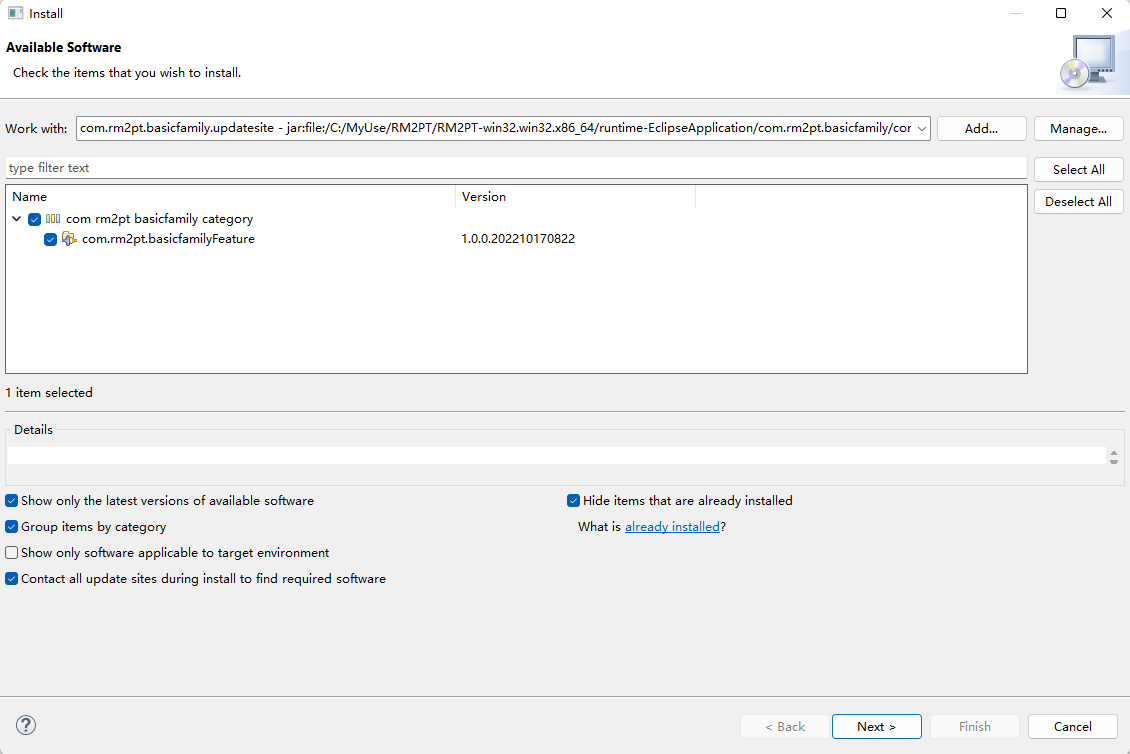 Install
Available Software
Check the items that you wish to install.
Work with: com.rm2pt.basicfamily.updatesite - jar:file:/C:/MyUse/RM2PT/RM2PT-win32.win32.x86_64/runtime-EclipseApplication/com.rm2pt.basicfamily/cor Add... Manage...
type filter text Select All
Name Version Deselect All
com rm2pt basicfamily category
com.rm2pt.basicfamilyFeature 1.0.0.202210170822
1 item selected
Details
Show only the latest versions of available software Hide items that are already installed
Group items by category What is already installed?
Show only software applicable to target environment
Contact all update sites during install to find required software
? < Back Next > Finish Cancel